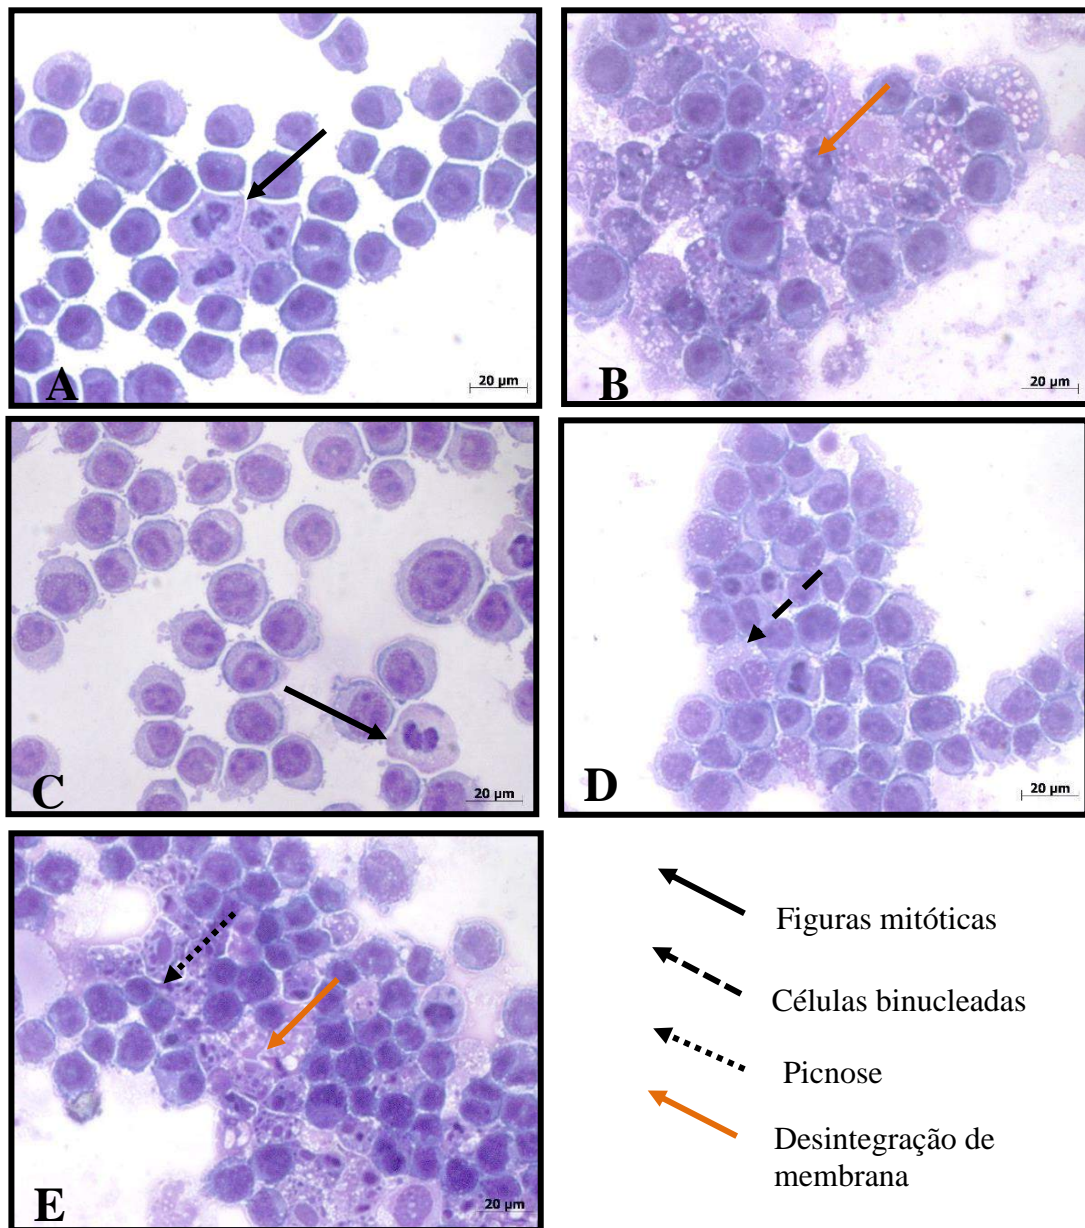 A
20 µm
B
20 µm
C
20 µm
D
20 µm
E
20 µm
Figuras mitóticas
Células binucleadas
Picnose
Desintegração de
membrana